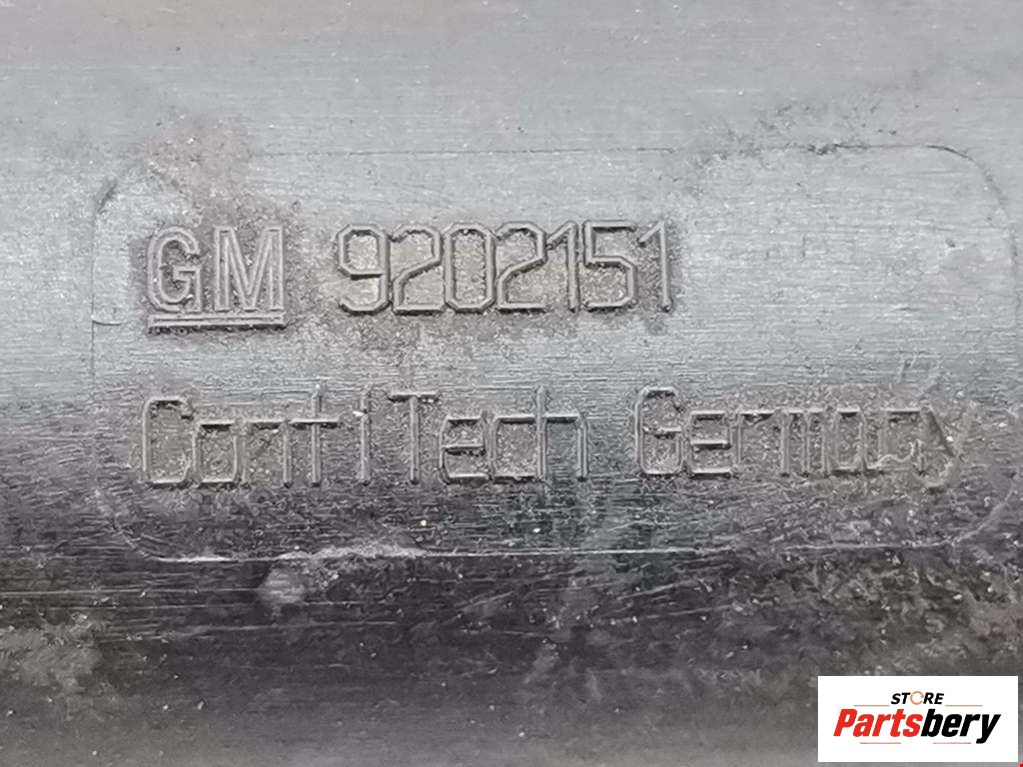 GM 9202151
ContiTech Germany
STORE
Partsbery